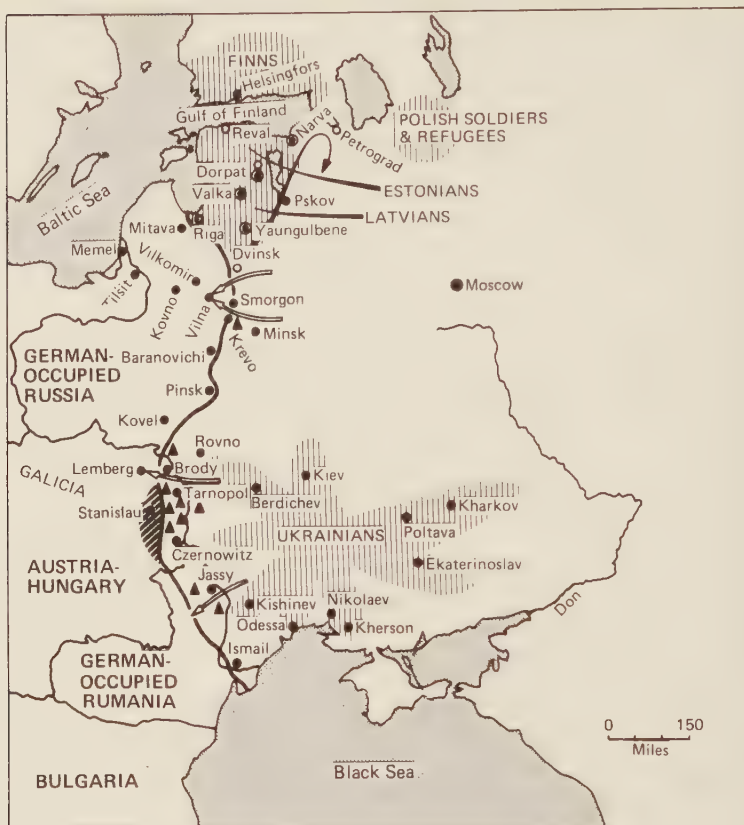 FINNS
Helsingfors
Gulf of Finland
Reval
Narva
Petrograd
POLISH SOLDIERS
& REFUGEES
Dorpat
ESTONIANS
Valka
Pskov
LATVIANS
Baltic Sea
Mitava
Riga
Yaungulbene
Memel
Vilkomir
Dvinsk
Tilsit
Kovno
Vilna
Smorgon
Moscow
Krevo
Minsk
GERMAN-
OCCUPIED
RUSSIA
Baranovichi
Pinsk
Kovel
Rovno
Lemberg
Brody
GALICIA
Kiev
Tarnopol
Berdichev
Stanislau
Kharkov
UKRAINIANS
Poltava
Czernowitz
Ekaterinoslav
AUSTRIA-
HUNGARY
Jassy
Kishinev
Nikolaev
Don
Odessa
Kherson
GERMAN-
OCCUPIED
RUMANIA
Ismail
0 150
Miles
BULGARIA
Black Sea